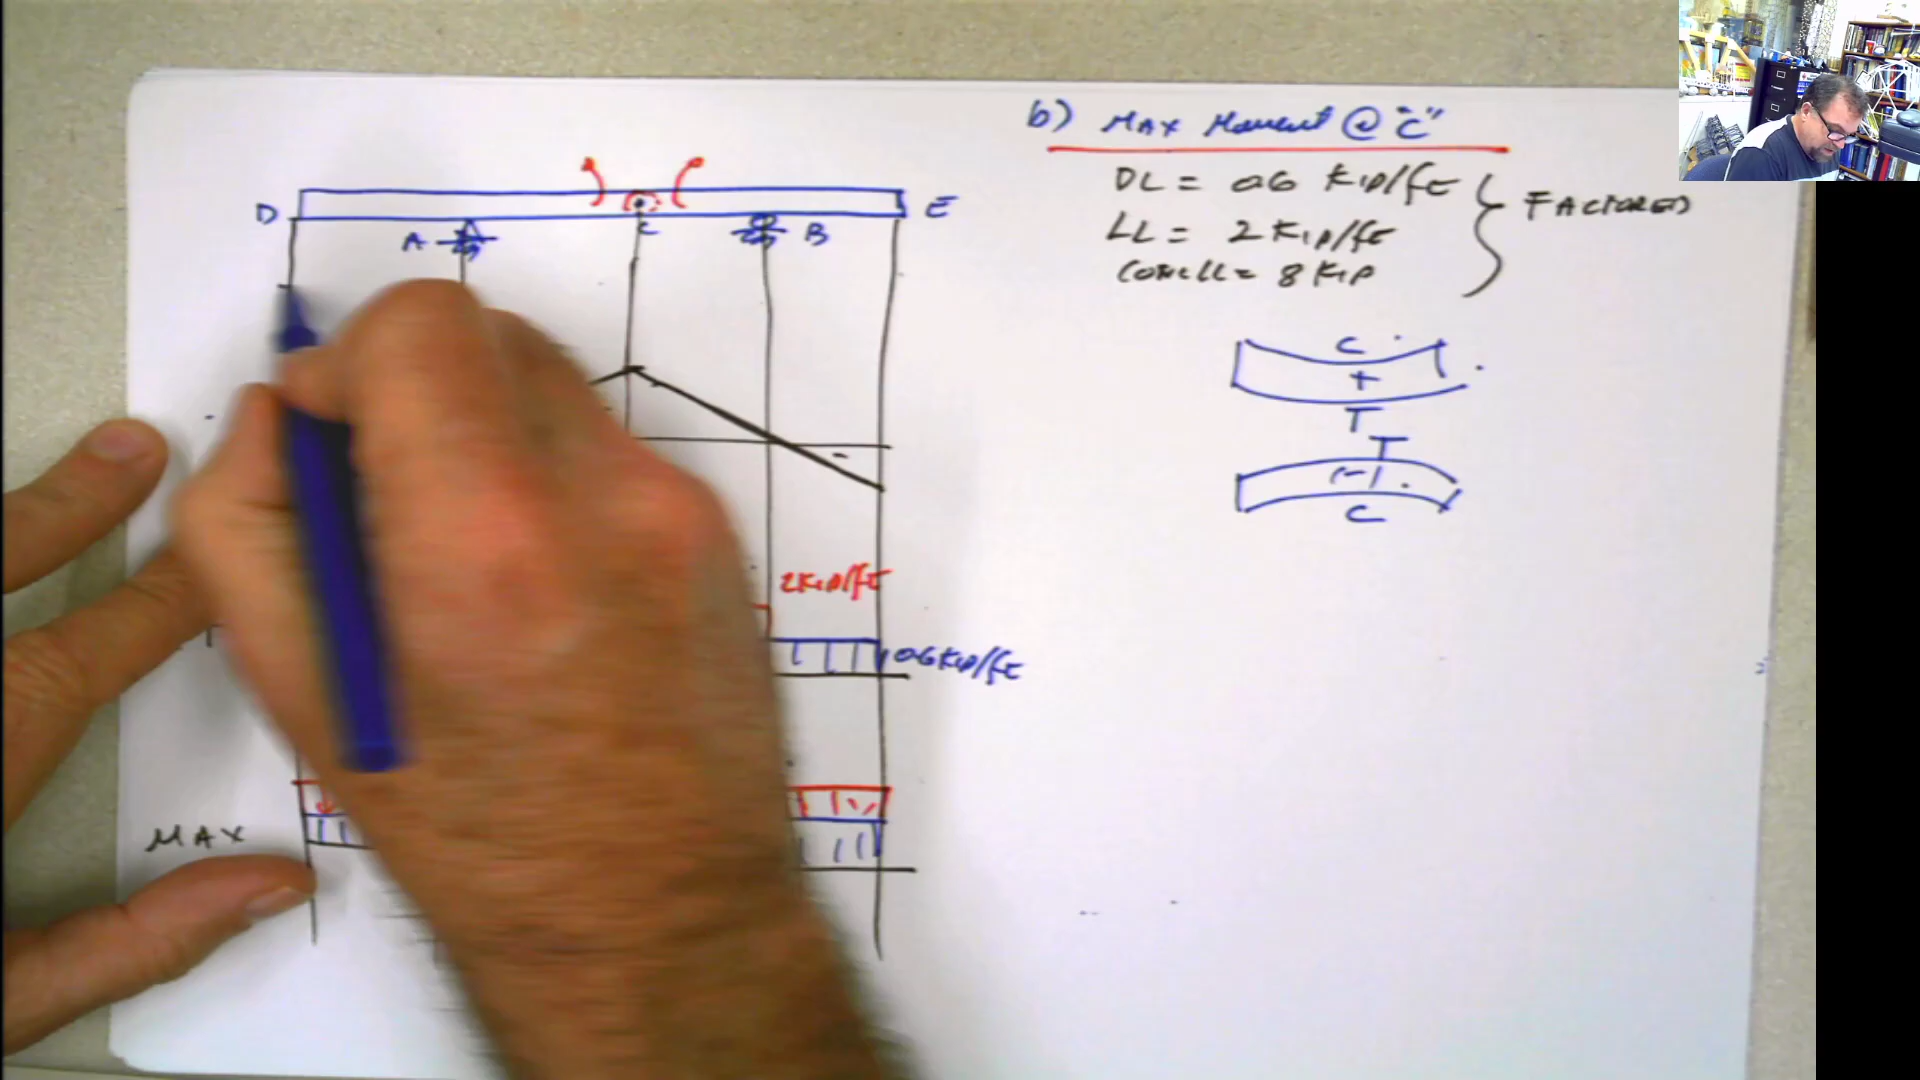 b) MAX Moment @ "C"
DL = 0.6 KIP/ft
LL = 2 KIP/ft
CONC LL = 8 KIP
FACTORED
D
A
C
B
E
C
+
T
T
(-)
C
-
2 KIP/ft
0.6 KIP/ft
MAX